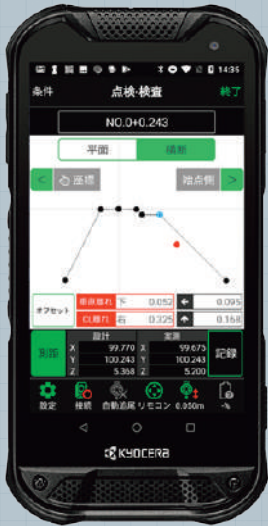 14:35
条件 点検・検査 終了
NO.0+0.243
平面 横断
< 座標 始点側 >
オフセット
垂直離れ 下 0.052 ← 0.095
CL離れ 右 0.325 ↑ 0.168
測距
設計 実測
X 99.770 X 99.675
Y 100.243 Y 100.243
Z 5.368 Z 5.200
記録
設定 接続 自動追尾 リモコン 0.050m -%
KYOCERA